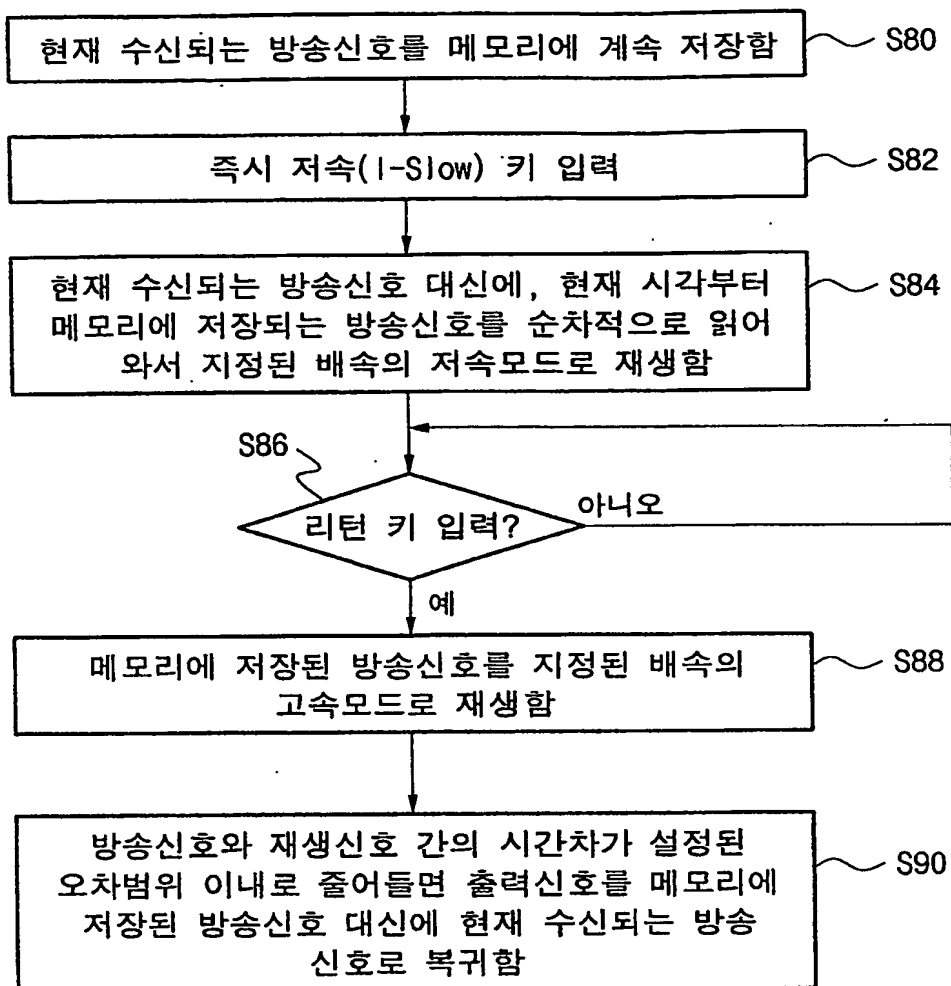 현재 수신되는 방송신호를 메모리에 계속 저장함
S80
즉시 저속(I-Slow) 키 입력
S82
현재 수신되는 방송신호 대신에, 현재 시각부터
메모리에 저장되는 방송신호를 순차적으로 읽어
와서 지정된 배속의 저속모드로 재생함
S84
S86
리턴 키 입력?
아니오
예
메모리에 저장된 방송신호를 지정된 배속의
고속모드로 재생함
S88
방송신호와 재생신호 간의 시간차가 설정된
오차범위 이내로 줄어들면 출력신호를 메모리에
저장된 방송신호 대신에 현재 수신되는 방송
신호로 복귀함
S90